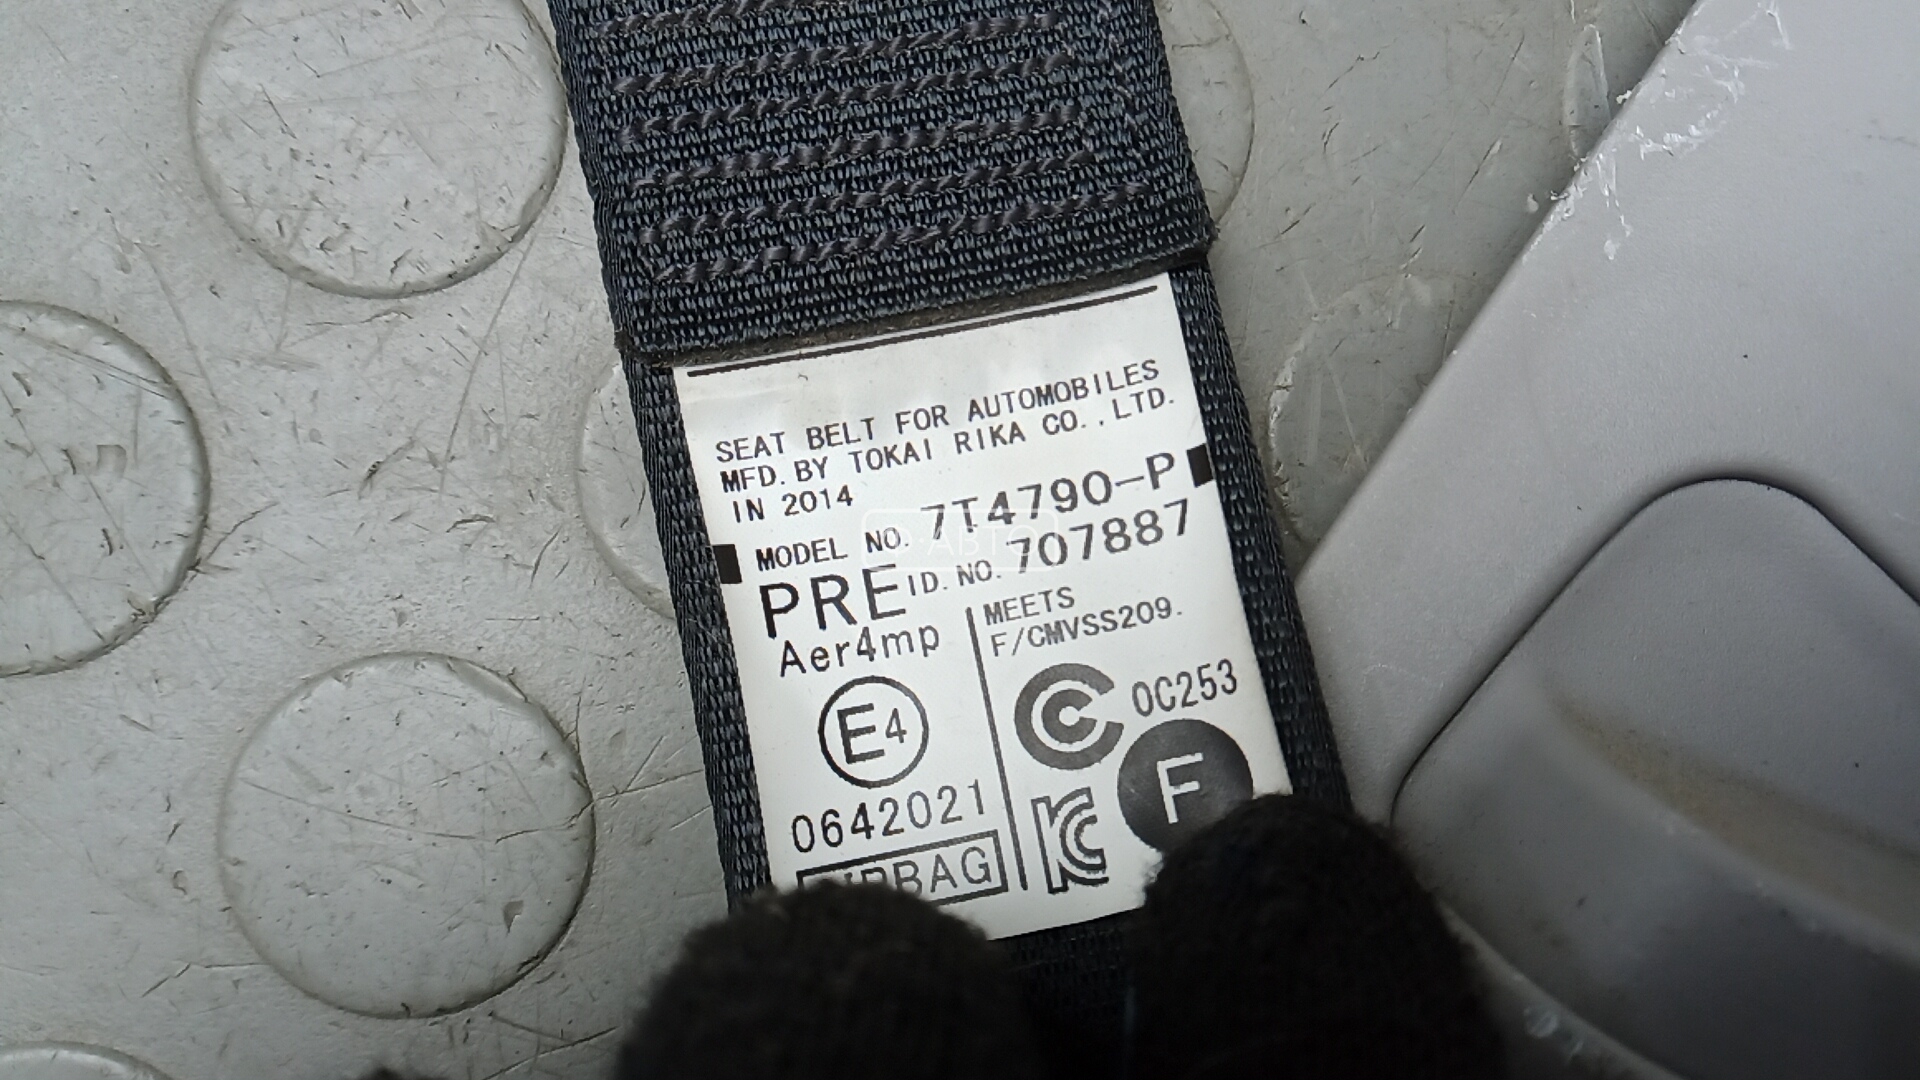 SEAT BELT FOR AUTOMOBILES
MFD. BY TOKAI RIKA CO., LTD.
IN 2014
MODEL NO. 7T4790-P
PRE ID. NO. 707887
Aer4mp
MEETS
F/CMVSS209.
E4
C
0C253
F
0642021
KC